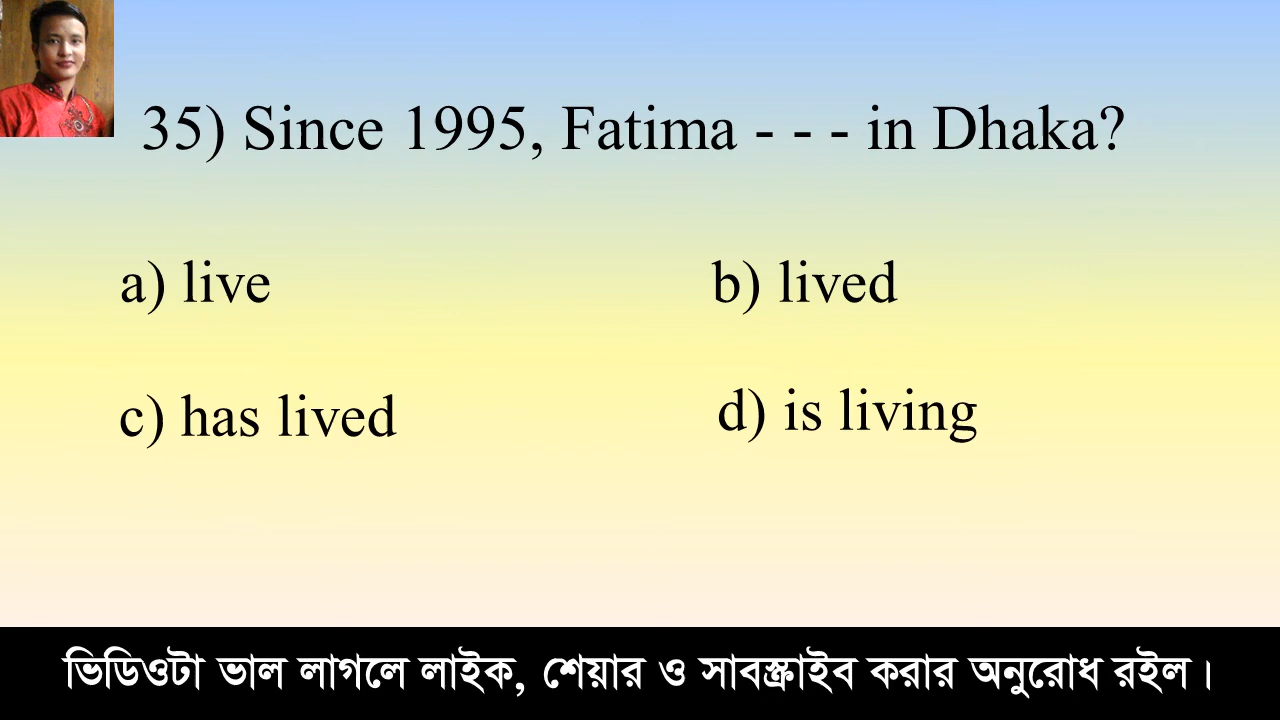 35) Since 1995, Fatima - - - in Dhaka?
a) live
b) lived
c) has lived
d) is living
ভিডিওটা ভাল লাগলে লাইক, শেয়ার ও সাবস্ক্রাইব করার অনুরোধ রইল।